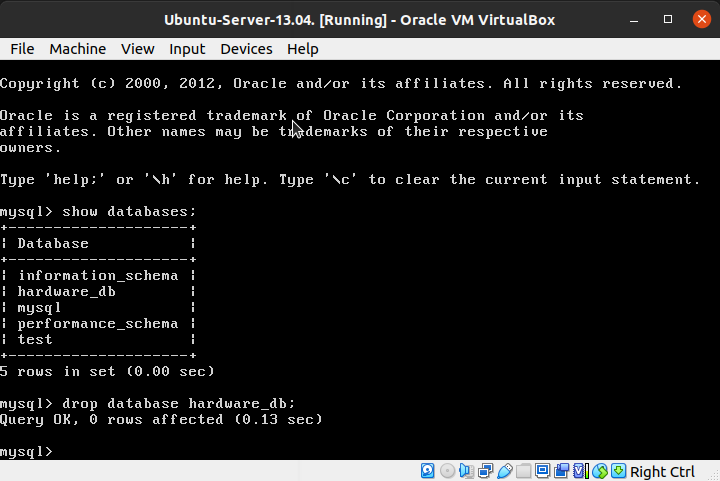 Ubuntu-Server-13.04. [Running] - Oracle VM VirtualBox
File Machine View Input Devices Help
Copyright (c) 2000, 2012, Oracle and/or its affiliates. All rights reserved.
Oracle is a registered trademark of Oracle Corporation and/or its
affiliates. Other names may be trademarks of their respective
owners.
Type 'help;' or '\h' for help. Type '\c' to clear the current input statement.
mysql> show databases;
+--------------------+
| Database           |
+--------------------+
| information_schema |
| hardware_db        |
| mysql              |
| performance_schema |
| test               |
+--------------------+
5 rows in set (0.00 sec)
mysql> drop database hardware_db;
Query OK, 0 rows affected (0.13 sec)
mysql>
Right Ctrl